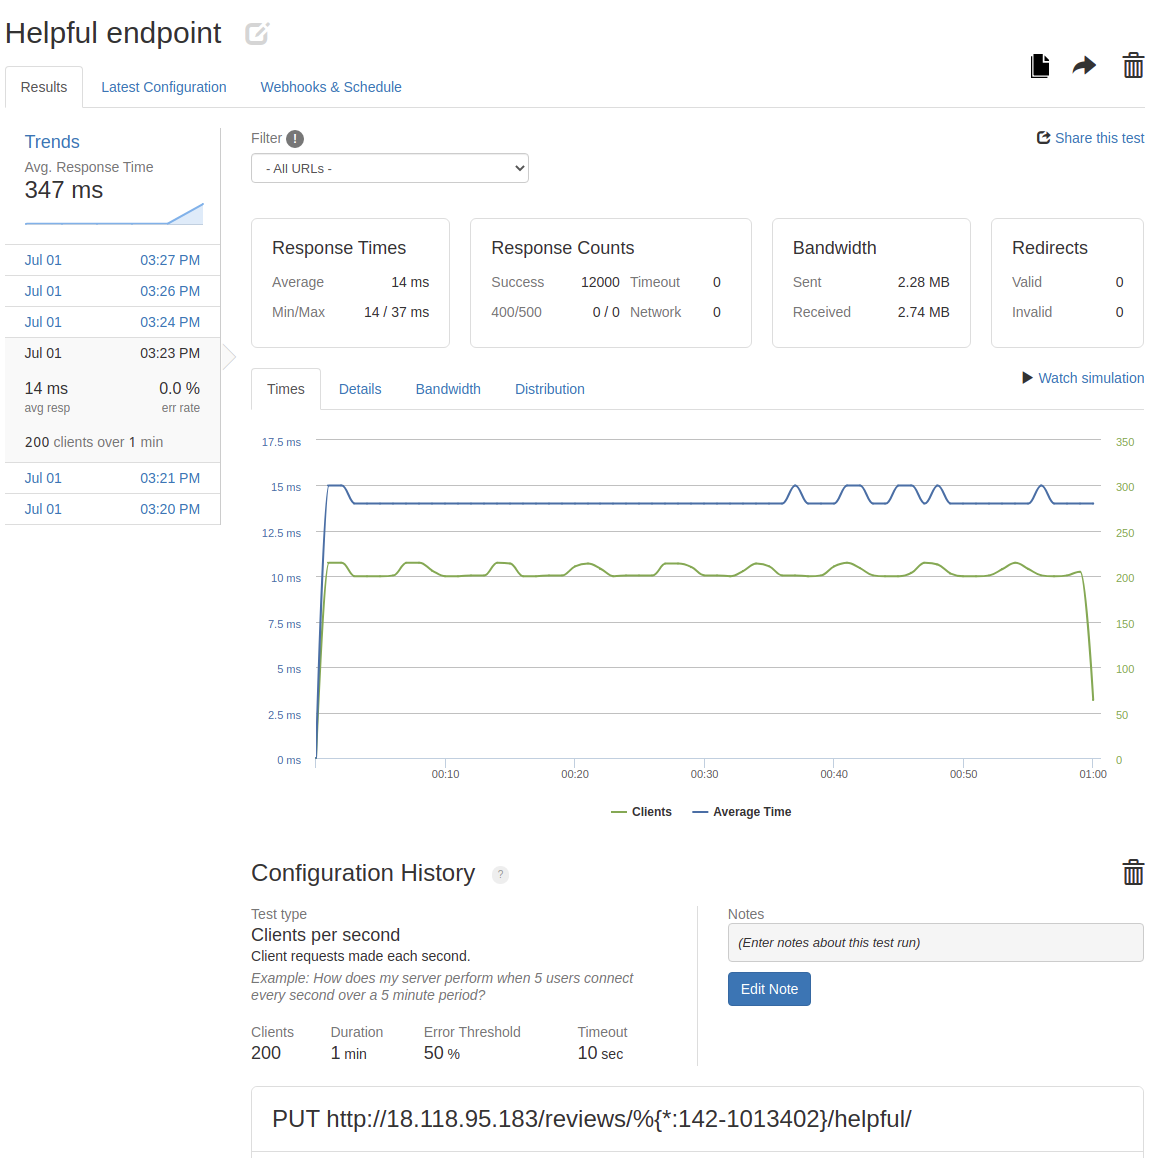 Helpful endpoint
Results Latest Configuration Webhooks & Schedule
Trends
Avg. Response Time
347 ms
Jul 01 03:27 PM
Jul 01 03:26 PM
Jul 01 03:24 PM
Jul 01 03:23 PM
14 ms 0.0 %
avg resp err rate
200 clients over 1 min
Jul 01 03:21 PM
Jul 01 03:20 PM
Filter !
Share this test
- All URLs -
Response Times
Average 14 ms
Min/Max 14 / 37 ms
Response Counts
Success 12000 Timeout 0
400/500 0 / 0 Network 0
Bandwidth
Sent 2.28 MB
Received 2.74 MB
Redirects
Valid 0
Invalid 0
Times Details Bandwidth Distribution
Watch simulation
17.5 ms 350
15 ms 300
12.5 ms 250
10 ms 200
7.5 ms 150
5 ms 100
2.5 ms 50
0 ms 0
00:10 00:20 00:30 00:40 00:50 01:00
Clients Average Time
Configuration History ?
Test type
Clients per second
Client requests made each second.
Example: How does my server perform when 5 users connect
every second over a 5 minute period?
Clients Duration Error Threshold Timeout
200 1 min 50 % 10 sec
Notes
(Enter notes about this test run)
Edit Note
PUT http://18.118.95.183/reviews/%{*:142-1013402}/helpful/